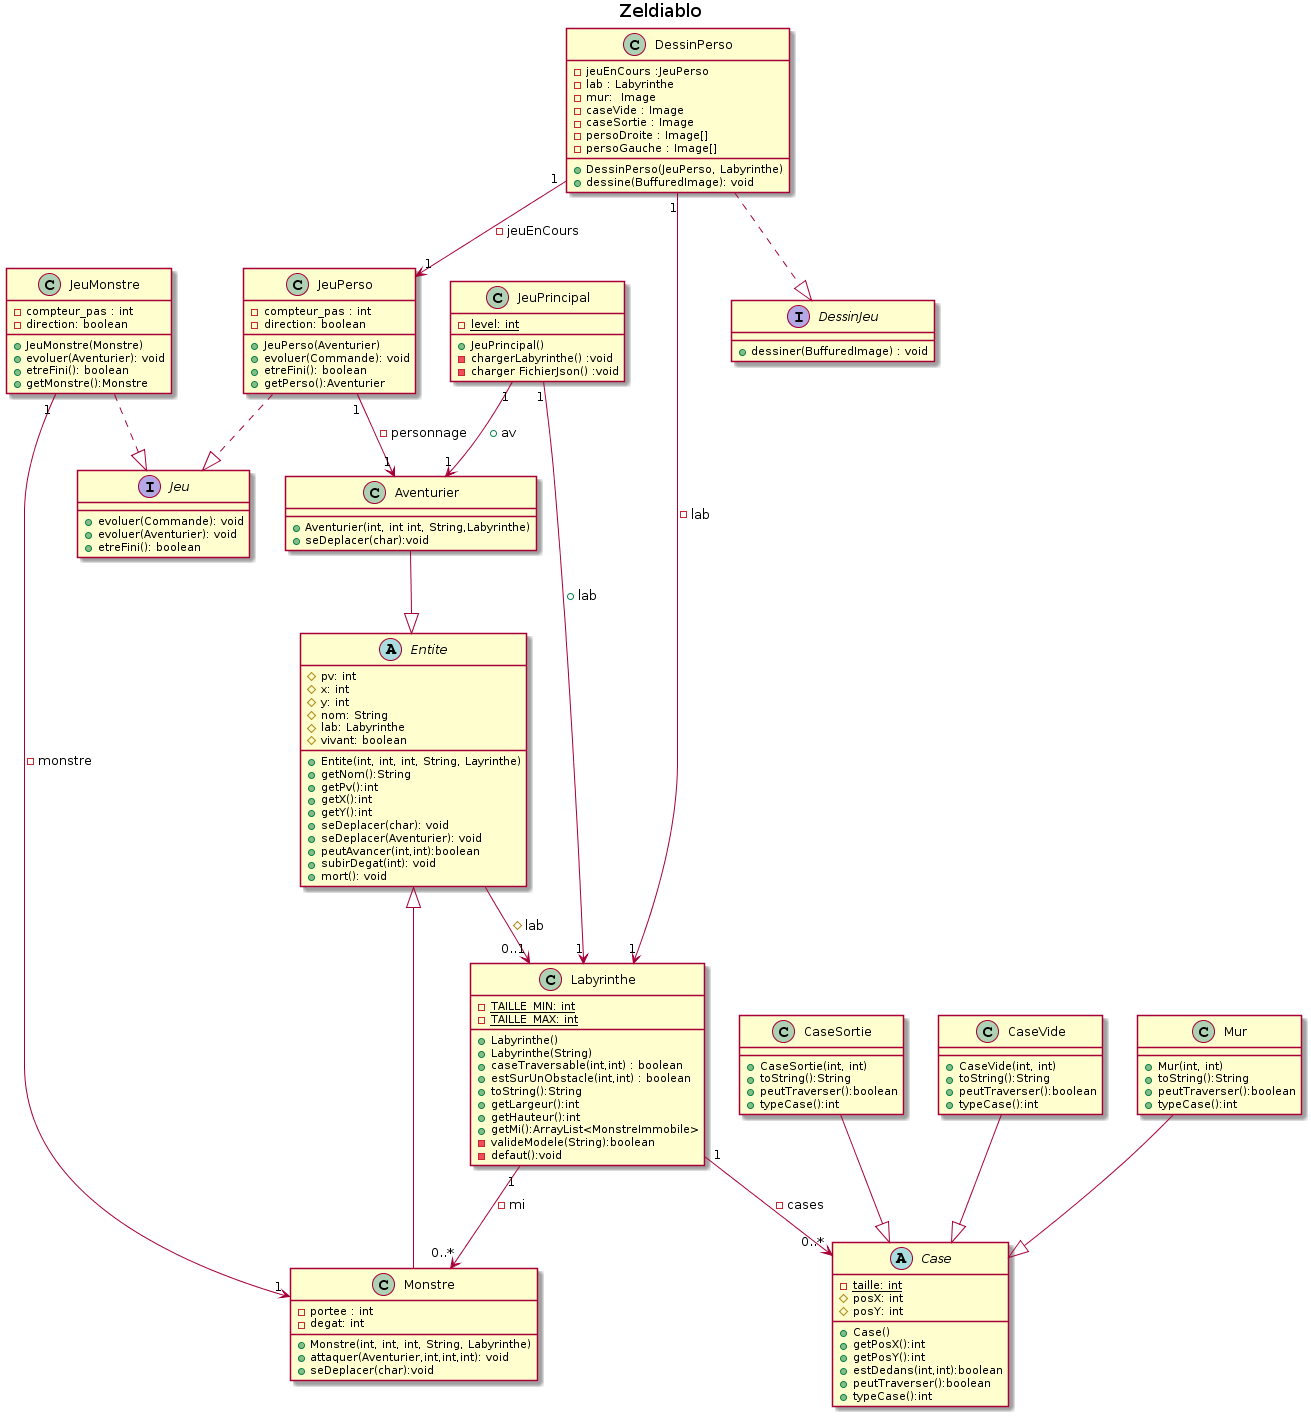 Zeldiablo
C DessinPerso
jeuEnCours :JeuPerso
lab : Labyrinthe
mur:  Image
caseVide : Image
caseSortie : Image
persoDroite : Image[]
persoGauche : Image[]
DessinPerso(JeuPerso, Labyrinthe)
dessine(BuffuredImage): void
1
1
jeuEnCours
1
C JeuMonstre
compteur_pas : int
direction: boolean
JeuMonstre(Monstre)
evoluer(Aventurier): void
etreFini(): boolean
getMonstre():Monstre
C JeuPerso
compteur_pas : int
direction: boolean
JeuPerso(Aventurier)
evoluer(Commande): void
etreFini(): boolean
getPerso():Aventurier
C JeuPrincipal
level: int
JeuPrincipal()
chargerLabyrinthe() :void
charger FichierJson() :void
I DessinJeu
dessiner(BuffuredImage) : void
1
1
1
1
personnage
av
1
1
I Jeu
evoluer(Commande): void
evoluer(Aventurier): void
etreFini(): boolean
C Aventurier
Aventurier(int, int int, String,Labyrinthe)
seDeplacer(char):void
lab
lab
A Entite
pv: int
x: int
y: int
nom: String
lab: Labyrinthe
vivant: boolean
Entite(int, int, int, String, Layrinthe)
getNom():String
getPv():int
getX():int
getY():int
seDeplacer(char): void
seDeplacer(Aventurier): void
peutAvancer(int,int):boolean
subirDegat(int): void
mort(): void
monstre
lab
0..1
1
1
C Labyrinthe
TAILLE_MIN: int
TAILLE_MAX: int
Labyrinthe()
Labyrinthe(String)
caseTraversable(int,int) : boolean
estSurUnObstacle(int,int) : boolean
toString():String
getLargeur():int
getHauteur():int
getMi():ArrayList<MonstreImmobile>
valideModele(String):boolean
defaut():void
C CaseSortie
CaseSortie(int, int)
toString():String
peutTraverser():boolean
typeCase():int
C CaseVide
CaseVide(int, int)
toString():String
peutTraverser():boolean
typeCase():int
C Mur
Mur(int, int)
toString():String
peutTraverser():boolean
typeCase():int
1
1
mi
cases
0..*
0..*
1
C Monstre
portee : int
degat: int
Monstre(int, int, int, String, Labyrinthe)
attaquer(Aventurier,int,int,int): void
seDeplacer(char):void
A Case
taille: int
posX: int
posY: int
Case()
getPosX():int
getPosY():int
estDedans(int,int):boolean
peutTraverser():boolean
typeCase():int